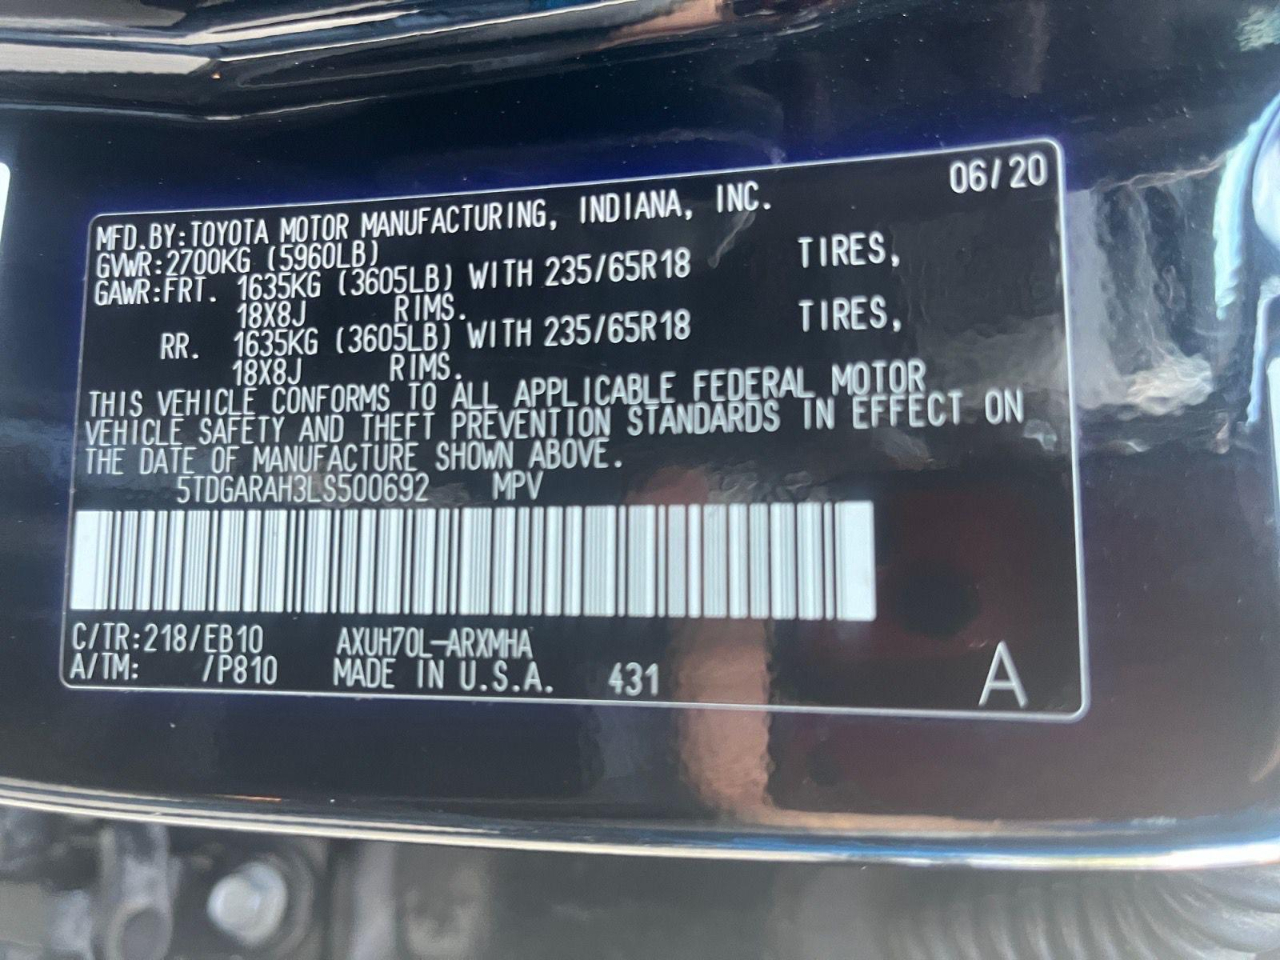 06/20
MFD.BY:TOYOTA MOTOR MANUFACTURING, INDIANA, INC.
GVWR:2700KG (5960LB)
GAWR:FRT. 1635KG (3605LB) WITH 235/65R18 TIRES,
18X8J RIMS.
RR. 1635KG (3605LB) WITH 235/65R18 TIRES,
18X8J RIMS.
THIS VEHICLE CONFORMS TO ALL APPLICABLE FEDERAL MOTOR
VEHICLE SAFETY AND THEFT PREVENTION STANDARDS IN EFFECT ON
THE DATE OF MANUFACTURE SHOWN ABOVE.
5TDGARAH3LS500692 MPV
C/TR:218/EB10 AXUH70L-ARXMHA
A/TM: /P810 MADE IN U.S.A. 431 A